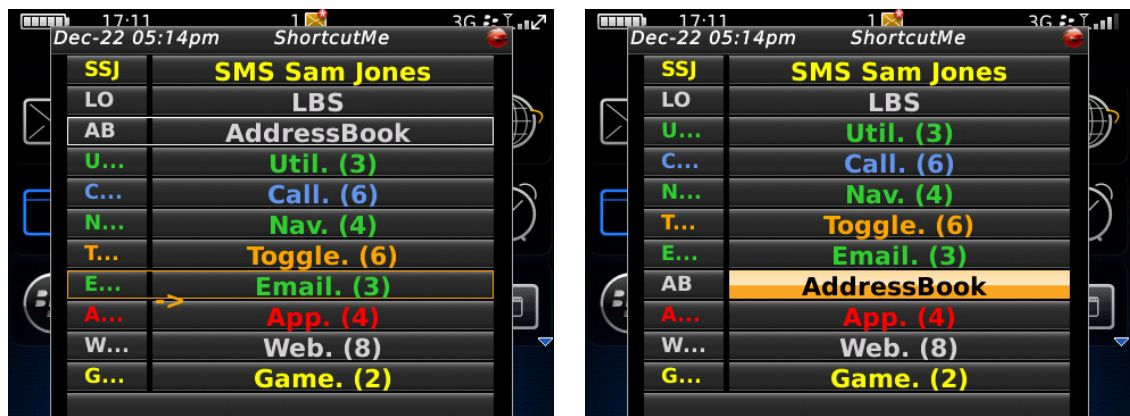 17:11 1 3G
Dec-22 05:14pm ShortcutMe
SSJ SMS Sam Jones
LO LBS
AB AddressBook
U... Util. (3)
C... Call. (6)
N... Nav. (4)
T... Toggle. (6)
E... Email. (3)
A... App. (4)
W... Web. (8)
G... Game. (2)
17:11 1 3G
Dec-22 05:14pm ShortcutMe
SSJ SMS Sam Jones
LO LBS
U... Util. (3)
C... Call. (6)
N... Nav. (4)
T... Toggle. (6)
E... Email. (3)
AB AddressBook
A... App. (4)
W... Web. (8)
G... Game. (2)